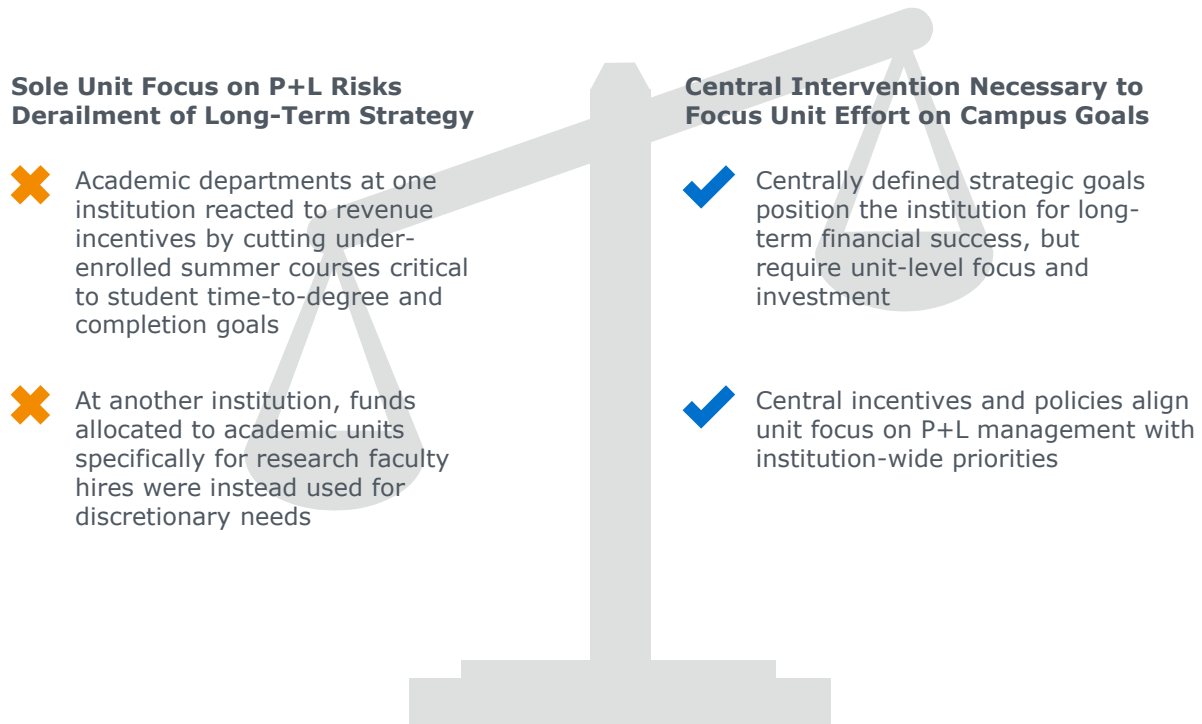 Sole Unit Focus on P+L Risks
Derailment of Long-Term Strategy
Academic departments at one
institution reacted to revenue
incentives by cutting under-
enrolled summer courses critical
to student time-to-degree and
completion goals
At another institution, funds
allocated to academic units
specifically for research faculty
hires were instead used for
discretionary needs
Central Intervention Necessary to
Focus Unit Effort on Campus Goals
Centrally defined strategic goals
position the institution for long-
term financial success, but
require unit-level focus and
investment
Central incentives and policies align
unit focus on P+L management with
institution-wide priorities